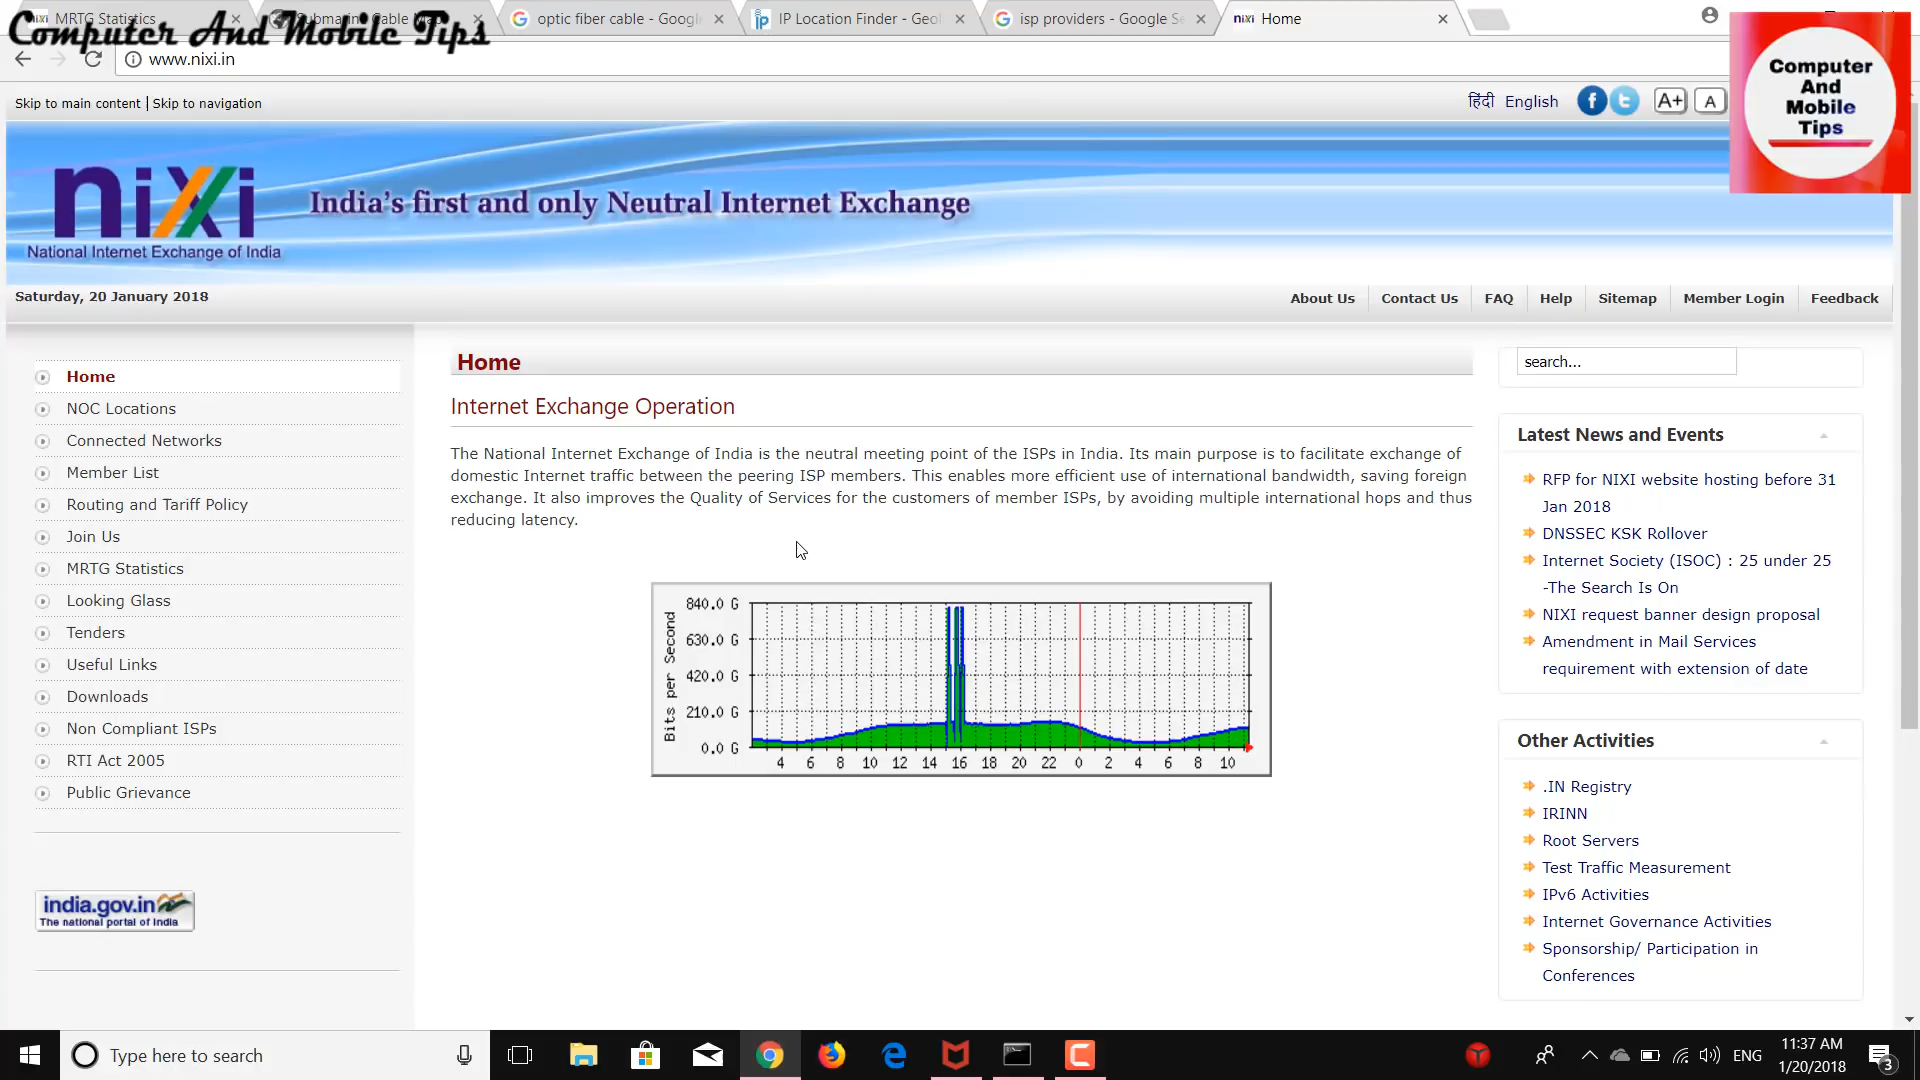 MRTG Statistics
Submarine Cable Ma
optic fiber cable - Googl
IP Location Finder - Geol
isp providers - Google Se
nixi Home
Computer And Mobile Tips
www.nixi.in
Computer
And
Mobile
Tips
Skip to main content | Skip to navigation
हिंदी English
A+ A
nixi
National Internet Exchange of India
India's first and only Neutral Internet Exchange
Saturday, 20 January 2018
About Us
Contact Us
FAQ
Help
Sitemap
Member Login
Feedback
Home
NOC Locations
Connected Networks
Member List
Routing and Tariff Policy
Join Us
MRTG Statistics
Looking Glass
Tenders
Useful Links
Downloads
Non Compliant ISPs
RTI Act 2005
Public Grievance
india.gov.in
The national portal of India
Home
Internet Exchange Operation
The National Internet Exchange of India is the neutral meeting point of the ISPs in India. Its main purpose is to facilitate exchange of
domestic Internet traffic between the peering ISP members. This enables more efficient use of international bandwidth, saving foreign
exchange. It also improves the Quality of Services for the customers of member ISPs, by avoiding multiple international hops and thus
reducing latency.
Bits per Second
840.0 G
630.0 G
420.0 G
210.0 G
0.0 G
4 6 8 10 12 14 16 18 20 22 0 2 4 6 8 10
search...
Latest News and Events
RFP for NIXI website hosting before 31
Jan 2018
DNSSEC KSK Rollover
Internet Society (ISOC) : 25 under 25
-The Search Is On
NIXI request banner design proposal
Amendment in Mail Services
requirement with extension of date
Other Activities
.IN Registry
IRINN
Root Servers
Test Traffic Measurement
IPv6 Activities
Internet Governance Activities
Sponsorship/ Participation in
Conferences
Type here to search
ENG
11:37 AM
1/20/2018
3